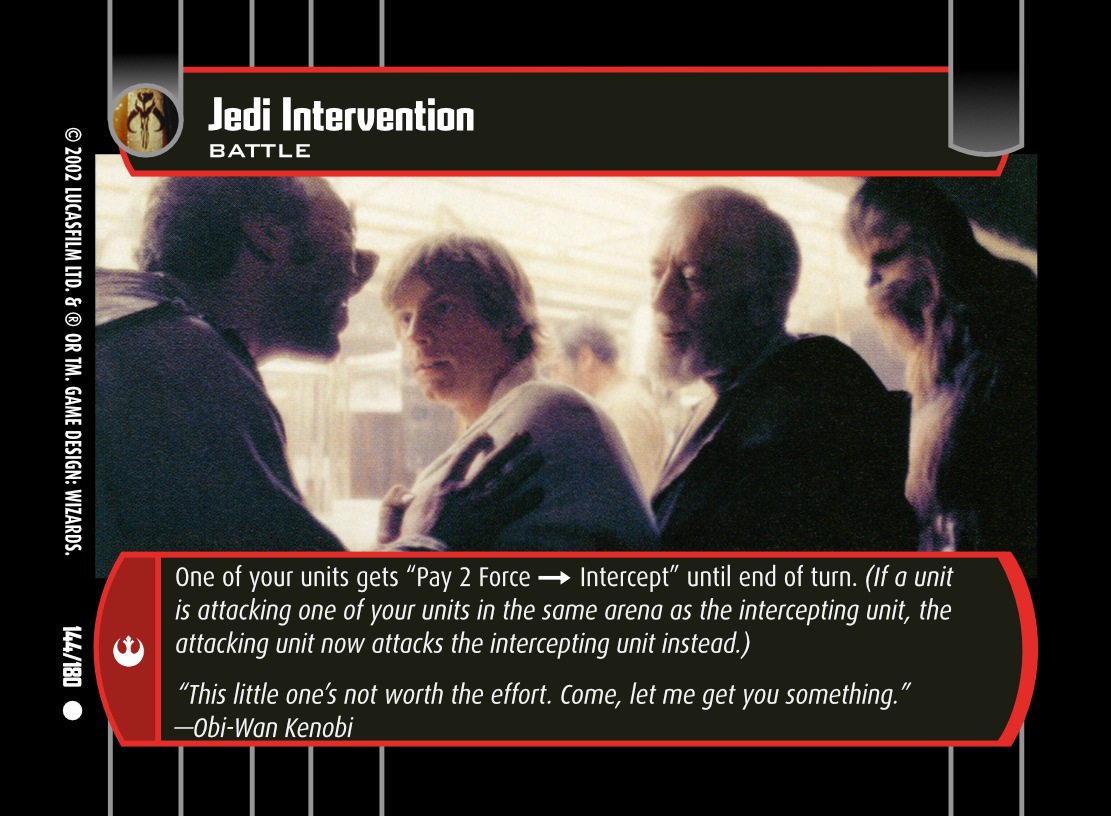 Jedi Intervention
BATTLE
One of your units gets “Pay 2 Force → Intercept” until end of turn. (If a unit
is attacking one of your units in the same arena as the intercepting unit, the
attacking unit now attacks the intercepting unit instead.)
“This little one’s not worth the effort. Come, let me get you something.”
—Obi-Wan Kenobi
© 2002 LUCASFILM LTD. & ® OR TM. GAME DESIGN: WIZARDS.
144/180